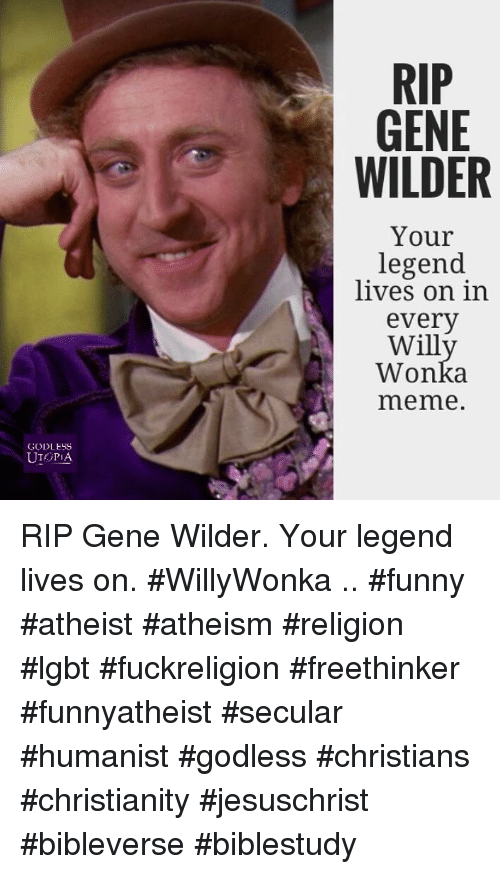 RIP
GENE
WILDER
Your
legend
lives on in
every
Willy
Wonka
meme.
GODLESS
UTOPIA
RIP Gene Wilder. Your legend
lives on. #WillyWonka .. #funny
#atheist #atheism #religion
#lgbt #fuckreligion #freethinker
#funnyatheist #secular
#humanist #godless #christians
#christianity #jesuschrist
#bibleverse #biblestudy